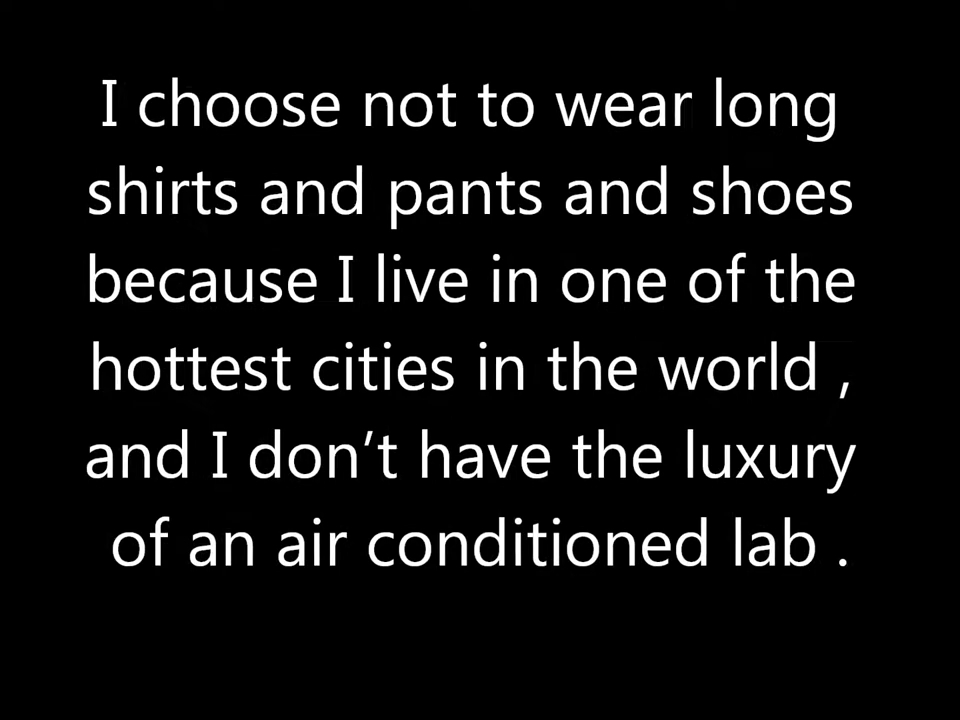 I choose not to wear long
shirts and pants and shoes
because I live in one of the
hottest cities in the world ,
and I don’t have the luxury
of an air conditioned lab .